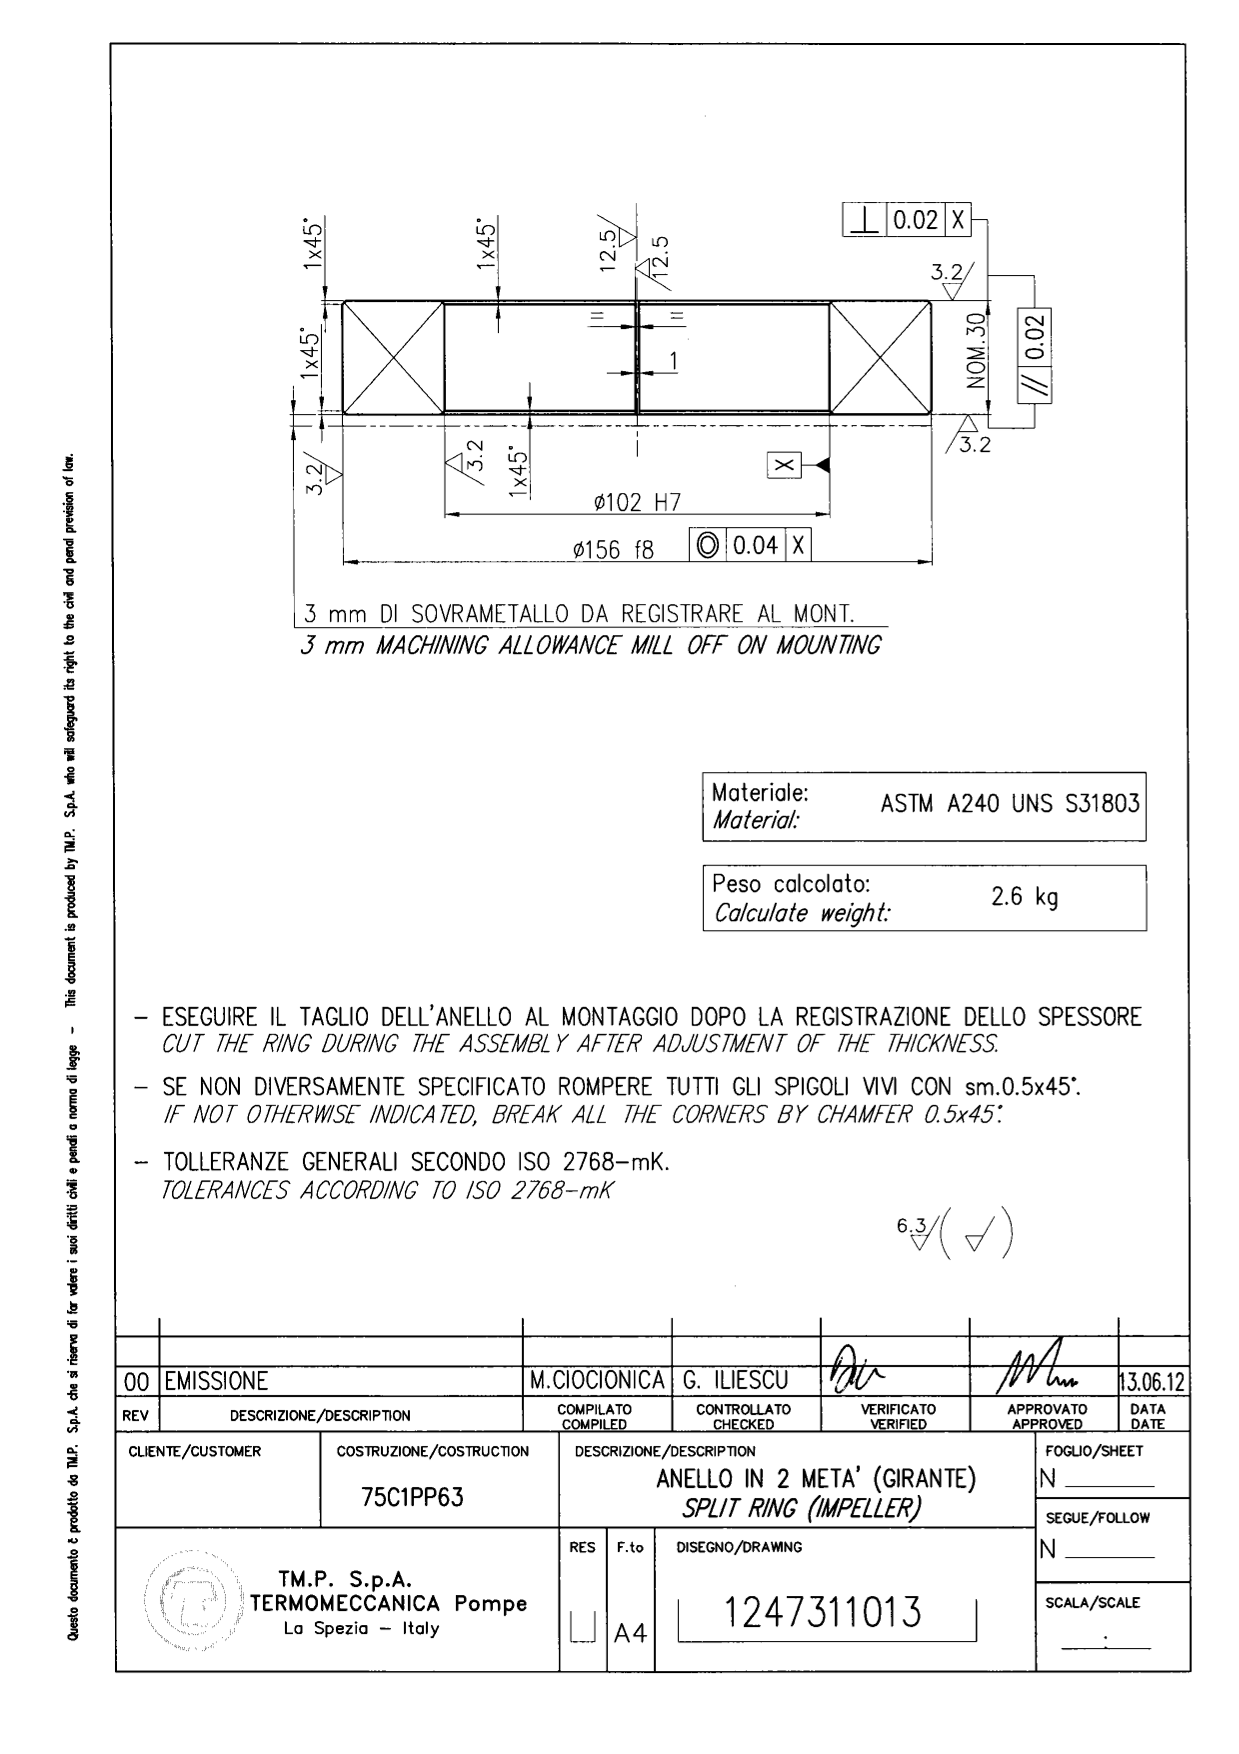 1x45°
1x45°
12.5
12.5
⊥ 0.02 X
3.2
1x45°
=
=
1
NOM.30
// 0.02
3.2
3.2
3.2
1x45°
X
ø102 H7
ø156 f8
◎ 0.04 X
3 mm DI SOVRAMETALLO DA REGISTRARE AL MONT.
3 mm MACHINING ALLOWANCE MILL OFF ON MOUNTING
Materiale:
Material:
ASTM A240 UNS S31803
Peso calcolato:
Calculate weight:
2.6 kg
- ESEGUIRE IL TAGLIO DELL'ANELLO AL MONTAGGIO DOPO LA REGISTRAZIONE DELLO SPESSORE
CUT THE RING DURING THE ASSEMBLY AFTER ADJUSTMENT OF THE THICKNESS.
- SE NON DIVERSAMENTE SPECIFICATO ROMPERE TUTTI GLI SPIGOLI VIVI CON sm.0.5x45°.
IF NOT OTHERWISE INDICATED, BREAK ALL THE CORNERS BY CHAMFER 0.5x45°.
- TOLLERANZE GENERALI SECONDO ISO 2768-mK.
TOLERANCES ACCORDING TO ISO 2768-mK
6.3 ( )
00 EMISSIONE M.CIOCIONICA G. ILIESCU 13.06.12
REV DESCRIZIONE/DESCRIPTION COMPILATO COMPILED CONTROLLATO CHECKED VERIFICATO VERIFIED APPROVATO APPROVED DATA DATE
CLIENTE/CUSTOMER
COSTRUZIONE/COSTRUCTION
75C1PP63
DESCRIZIONE/DESCRIPTION
ANELLO IN 2 META' (GIRANTE)
SPLIT RING (IMPELLER)
FOGLIO/SHEET
N
SEGUE/FOLLOW
N
SCALA/SCALE
:
TM.P. S.p.A.
TERMOMECCANICA Pompe
La Spezia - Italy
RES
F.to
A4
DISEGNO/DRAWING
1247311013
Questo documento è prodotto da TM.P. S.p.A. che si riserva di far valere i suoi diritti civili e penali a norma di legge - This document is produced by TM.P. S.p.A. who will safeguard its right to the civil and penal prevision of law.